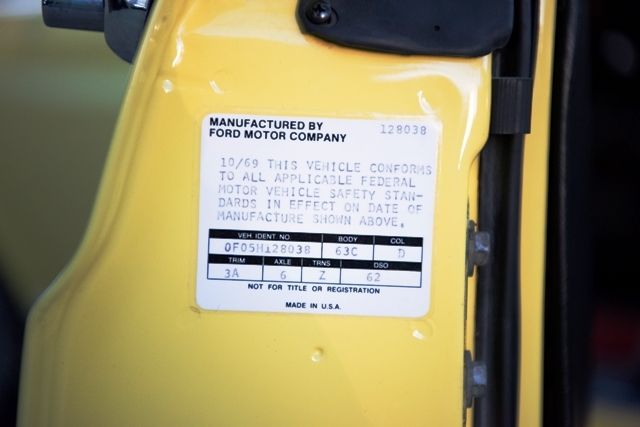 MANUFACTURED BY 128038
FORD MOTOR COMPANY
10/69 THIS VEHICLE CONFORMS
TO ALL APPLICABLE FEDERAL
MOTOR VEHICLE SAFETY STAN-
DARDS IN EFFECT ON DATE OF
MANUFACTURE SHOWN ABOVE.
VEH. IDENT. NO BODY COL
0F05H128038 63C D
TRIM AXLE TRNS DSO
3A 6 Z 62
NOT FOR TITLE OR REGISTRATION
MADE IN U.S.A.